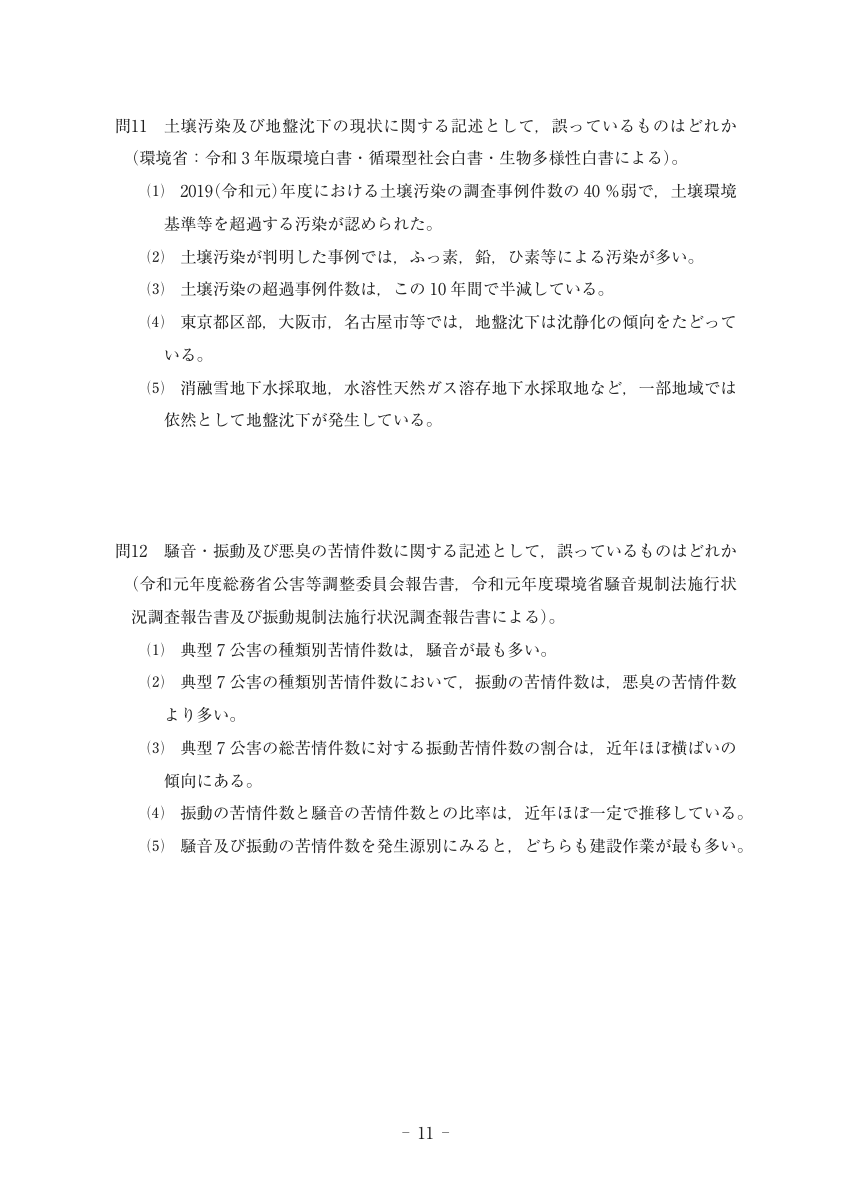 問11　土壌汚染及び地盤沈下の現状に関する記述として，誤っているものはどれか
（環境省：令和 3 年版環境白書・循環型社会白書・生物多様性白書による）。
⑴　2019（令和元）年度における土壌汚染の調査事例件数の 40 ％弱で，土壌環境
基準等を超過する汚染が認められた。
⑵　土壌汚染が判明した事例では，ふっ素，鉛，ひ素等による汚染が多い。
⑶　土壌汚染の超過事例件数は，この 10 年間で半減している。
⑷　東京都区部，大阪市，名古屋市等では，地盤沈下は沈静化の傾向をたどって
いる。
⑸　消融雪地下水採取地，水溶性天然ガス溶存地下水採取地など，一部地域では
依然として地盤沈下が発生している。
問12　騒音・振動及び悪臭の苦情件数に関する記述として，誤っているものはどれか
（令和元年度総務省公害等調整委員会報告書，令和元年度環境省騒音規制法施行状
況調査報告書及び振動規制法施行状況調査報告書による）。
⑴　典型 7 公害の種類別苦情件数は，騒音が最も多い。
⑵　典型 7 公害の種類別苦情件数において，振動の苦情件数は，悪臭の苦情件数
より多い。
⑶　典型 7 公害の総苦情件数に対する振動苦情件数の割合は，近年ほぼ横ばいの
傾向にある。
⑷　振動の苦情件数と騒音の苦情件数との比率は，近年ほぼ一定で推移している。
⑸　騒音及び振動の苦情件数を発生源別にみると，どちらも建設作業が最も多い。
－ 11 －